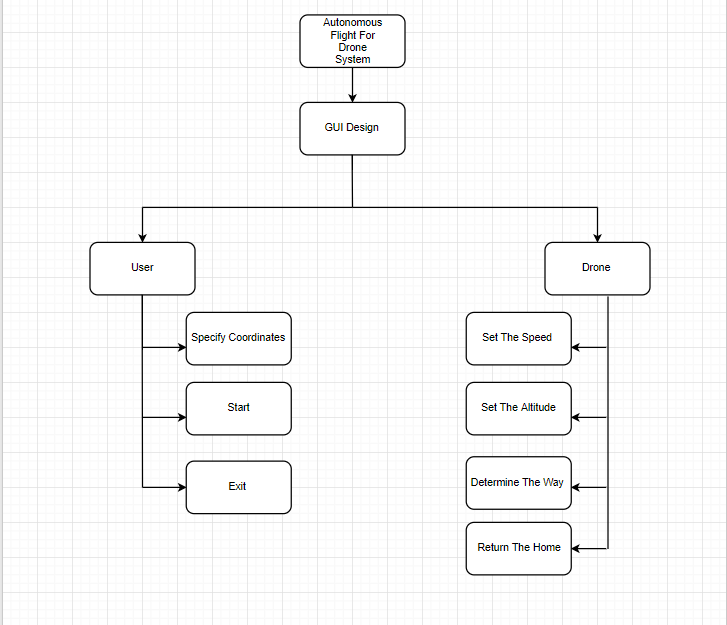 Autonomous
Flight For
Drone
System
GUI Design
User
Drone
Specify Coordinates
Set The Speed
Start
Set The Altitude
Exit
Determine The Way
Return The Home